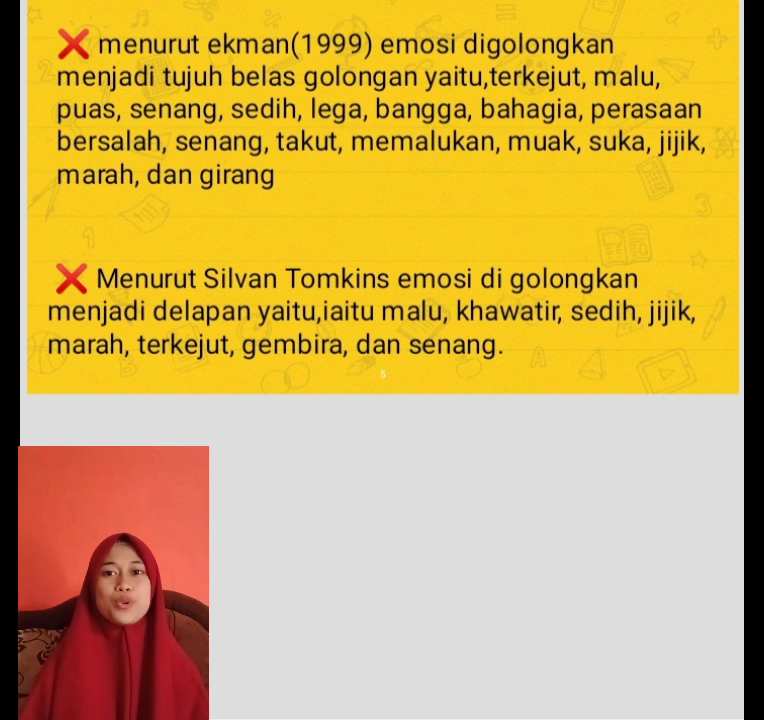 menurut ekman(1999) emosi digolongkan
menjadi tujuh belas golongan yaitu,terkejut, malu,
puas, senang, sedih, lega, bangga, bahagia, perasaan
bersalah, senang, takut, memalukan, muak, suka, jijik,
marah, dan girang
Menurut Silvan Tomkins emosi di golongkan
menjadi delapan yaitu,iaitu malu, khawatir, sedih, jijik,
marah, terkejut, gembira, dan senang.
5